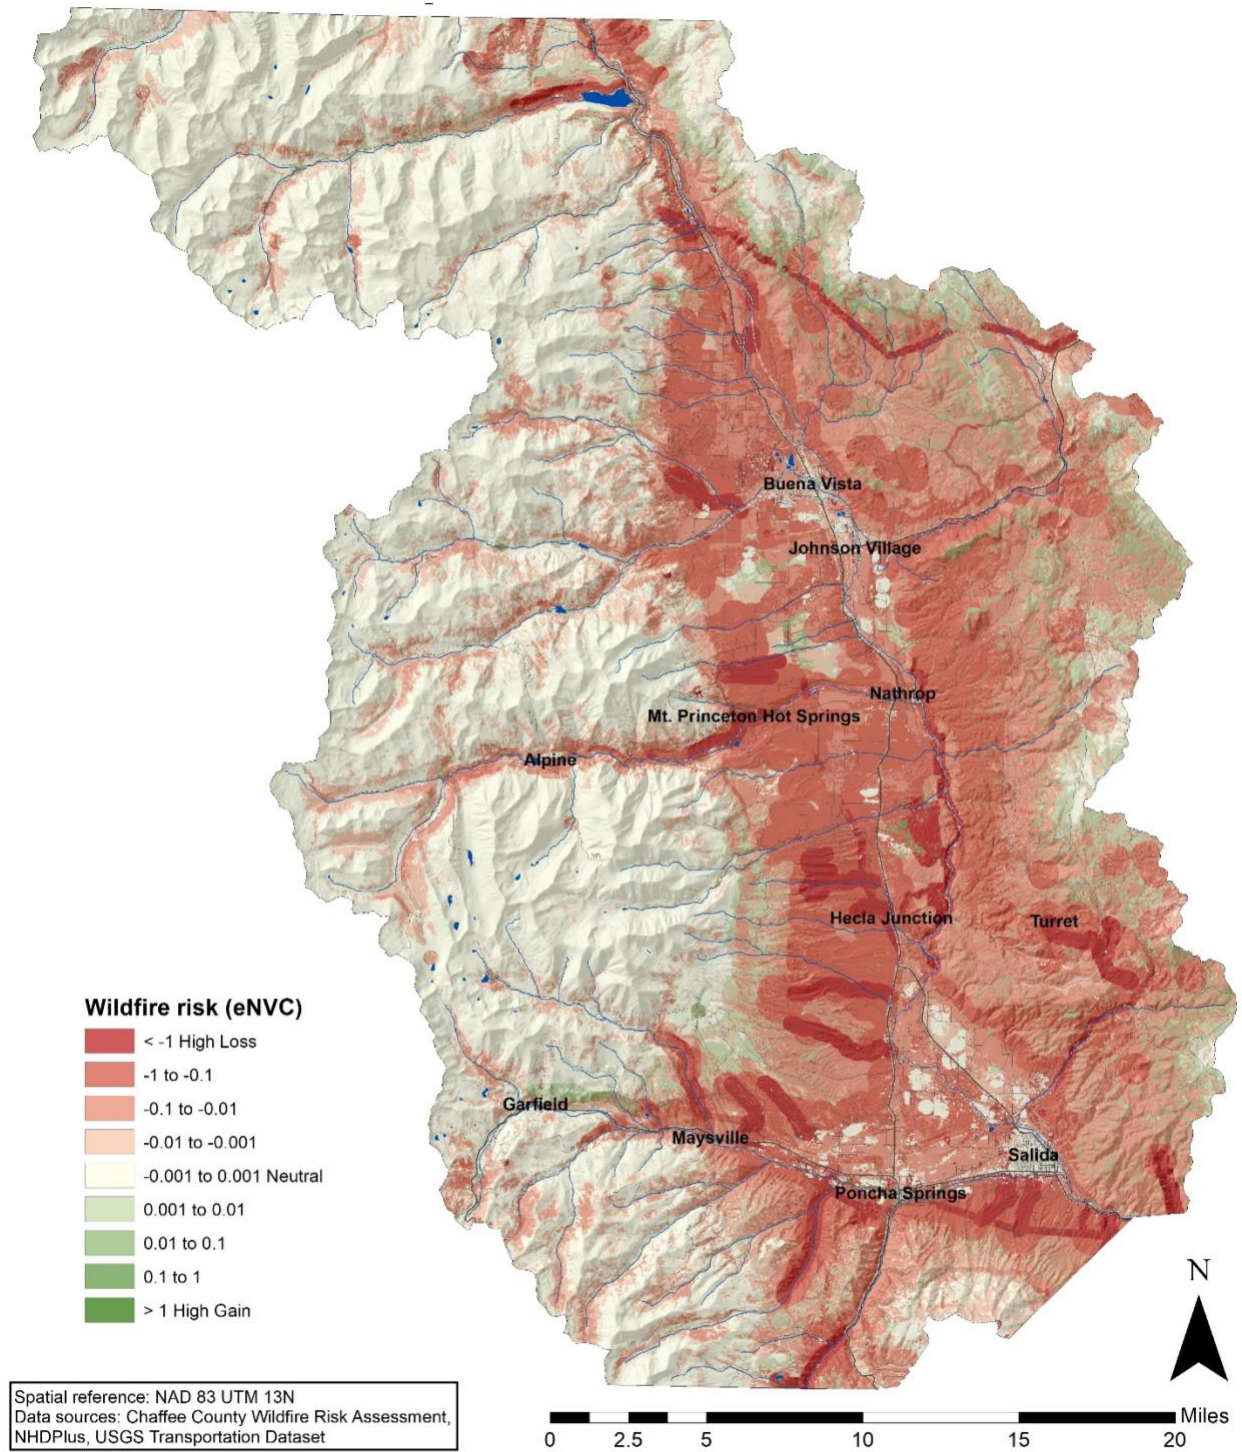 Buena Vista
Johnson Village
Nathrop
Mt. Princeton Hot Springs
Alpine
Hecla Junction
Turret
Garfield
Maysville
Salida
Poncha Springs
Wildfire risk (eNVC)
< -1 High Loss
-1 to -0.1
-0.1 to -0.01
-0.01 to -0.001
-0.001 to 0.001 Neutral
0.001 to 0.01
0.01 to 0.1
0.1 to 1
> 1 High Gain
N
Spatial reference: NAD 83 UTM 13N
Data sources: Chaffee County Wildfire Risk Assessment,
NHDPlus, USGS Transportation Dataset
Miles
0 2.5 5 10 15 20